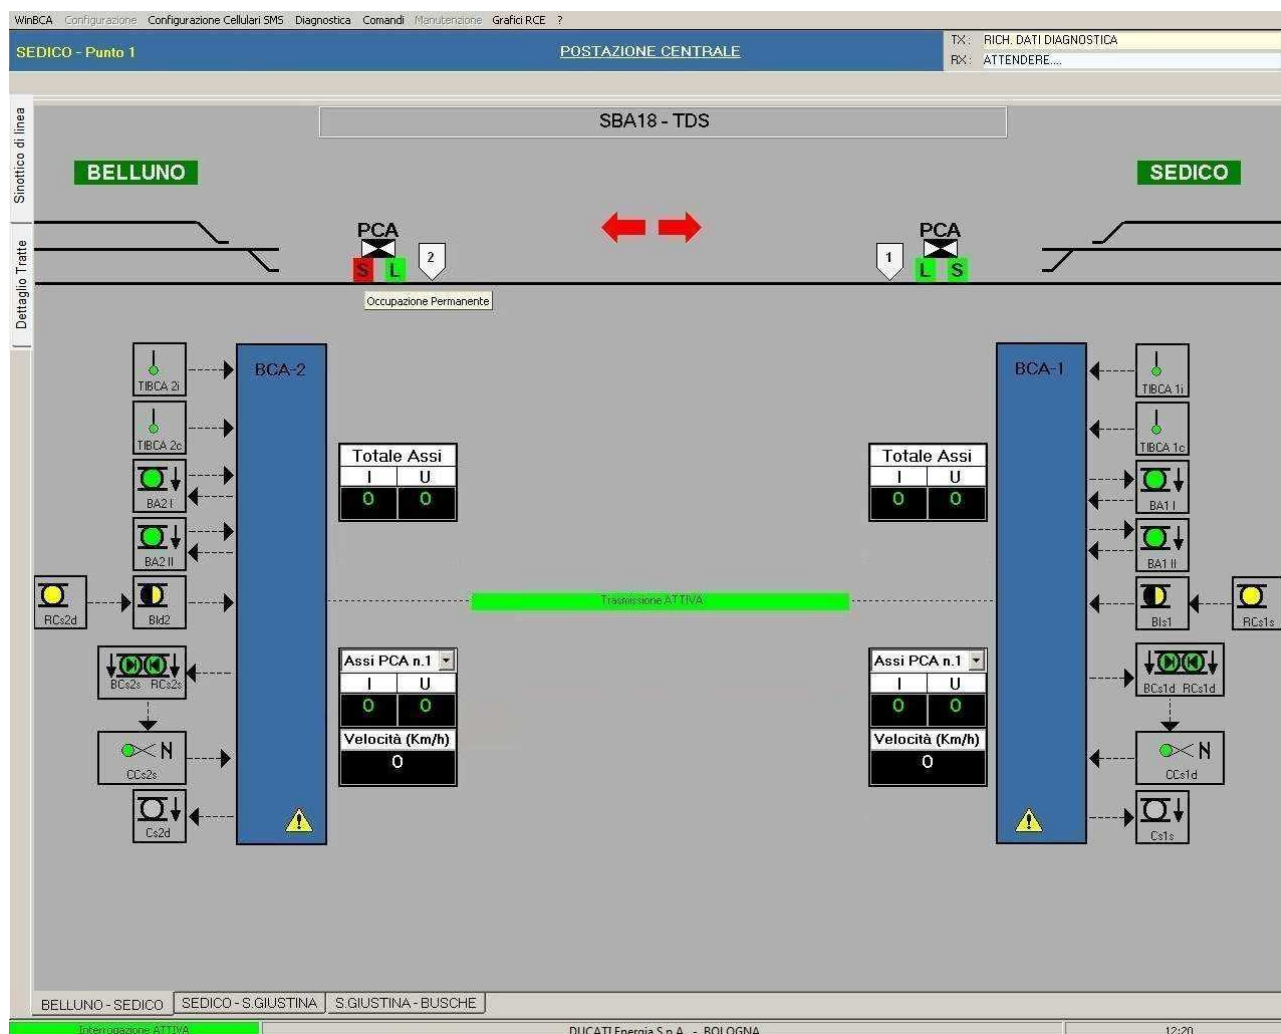 WinBCA Configurazione Configurazione Cellulari SMS Diagnostica Comandi Manutenzione Grafici RCE ?
SEDICO - Punto 1
POSTAZIONE CENTRALE
TX: RICH. DATI DIAGNOSTICA
RX: ATTENDERE....
Sinottico di linea
Dettaglio Tratte
SBA18 - TDS
BELLUNO
SEDICO
PCA
S L
2
Occupazione Permanente
PCA
1
L S
BCA-2
BCA-1
TIBCA 2i
TIBCA 2c
BA2 I
BA2 II
RCs2d
Bld2
BCs2s RCs2s
N
CCs2s
Cs2d
Totale Assi
I U
0 0
Totale Assi
I U
0 0
Trasmissione ATTIVA
Assi PCA n.1
I U
0 0
Velocità (Km/h)
0
Assi PCA n.1
I U
0 0
Velocità (Km/h)
0
TIBCA 1i
TIBCA 1c
BA1 I
BA1 II
Bls1
RCs1s
BCs1d RCs1d
N
CCs1d
Cs1s
BELLUNO - SEDICO SEDICO - S.GIUSTINA S.GIUSTINA - BUSCHE
Interrogazione ATTIVA
DUCATI Energia S.p.A. - BOLOGNA
12:20